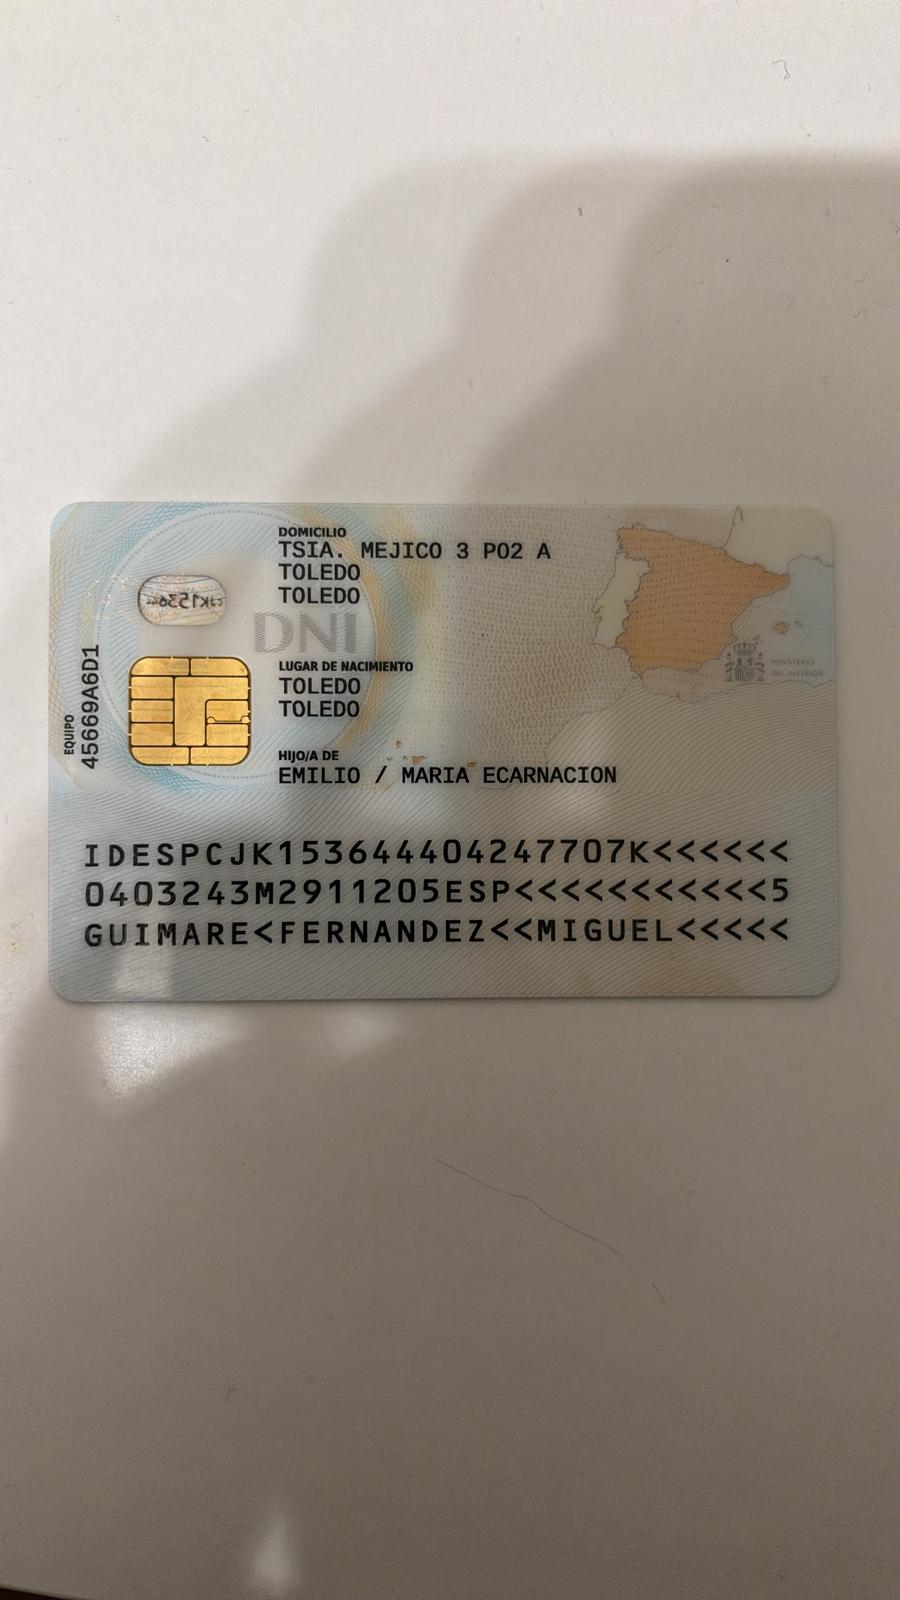 DOMICILIO
TSIA. MEJICO 3 P02 A
TOLEDO
TOLEDO
DNI
LUGAR DE NACIMIENTO
TOLEDO
TOLEDO
HIJO/A DE
EMILIO / MARIA ECARNACION
EQUIPO
45669A6D1
MINISTERIO
DEL INTERIOR
IDESPCJK153644404247707K<<<<<<
0403243M2911205ESP<<<<<<<<<<<5
GUIMARE<FERNANDEZ<<MIGUEL<<<<<